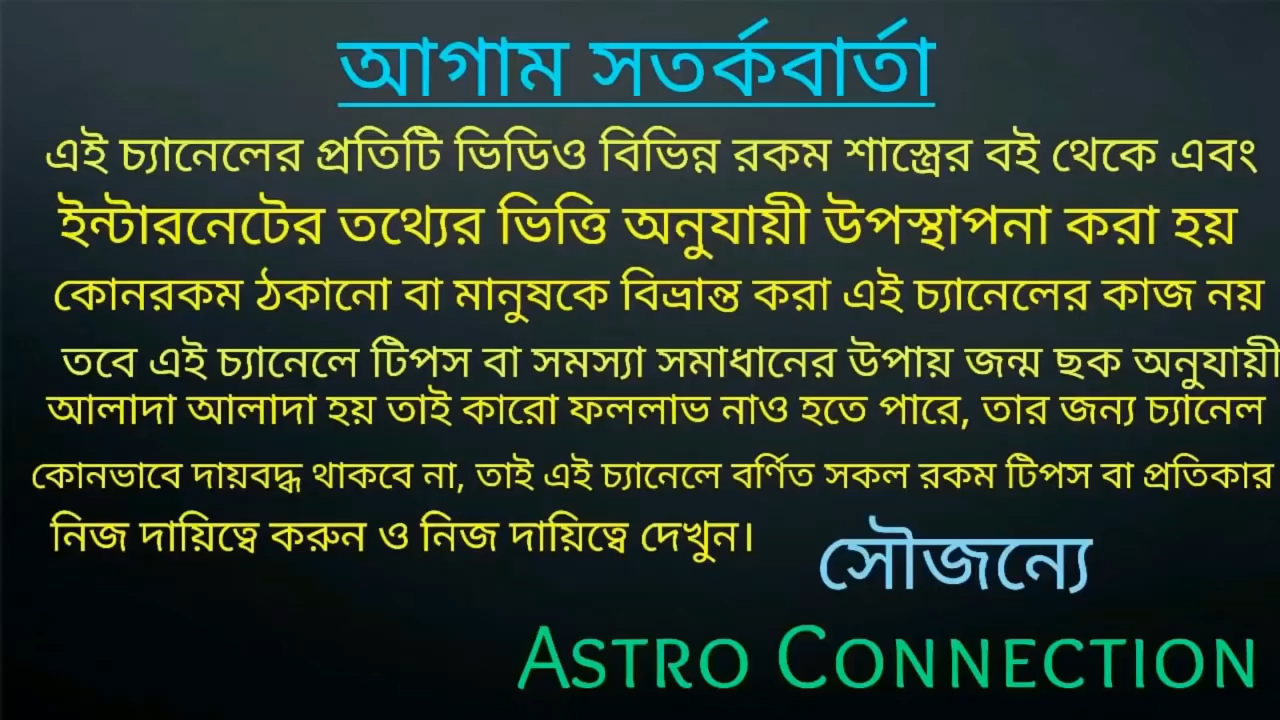 আগাম সতর্কবার্তা
এই চ্যানেলের প্রতিটি ভিডিও বিভিন্ন রকম শাস্ত্রের বই থেকে এবং
ইন্টারনেটের তথ্যের ভিত্তি অনুযায়ী উপস্থাপনা করা হয়
কোনরকম ঠকানো বা মানুষকে বিভ্রান্ত করা এই চ্যানেলের কাজ নয়
তবে এই চ্যানেলে টিপস বা সমস্যা সমাধানের উপায় জন্ম ছক অনুযায়ী
আলাদা আলাদা হয় তাই কারো ফললাভ নাও হতে পারে, তার জন্য চ্যানেল
কোনভাবে দায়বদ্ধ থাকবে না, তাই এই চ্যানেলে বর্ণিত সকল রকম টিপস বা প্রতিকার
নিজ দায়িত্বে করুন ও নিজ দায়িত্বে দেখুন।
সৌজন্যে
ASTRO CONNECTION